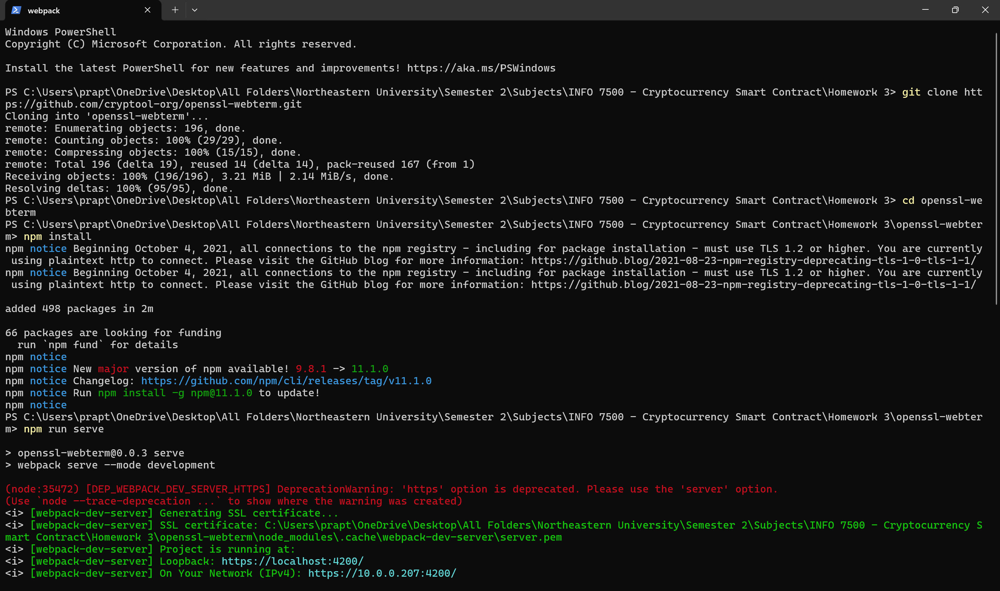 webpack
Windows PowerShell
Copyright (C) Microsoft Corporation. All rights reserved.
Install the latest PowerShell for new features and improvements! https://aka.ms/PSWindows
PS C:\Users\prapt\OneDrive\Desktop\All Folders\Northeastern University\Semester 2\Subjects\INFO 7500 - Cryptocurrency Smart Contract\Homework 3> git clone htt
ps://github.com/cryptool-org/openssl-webterm.git
Cloning into 'openssl-webterm'...
remote: Enumerating objects: 196, done.
remote: Counting objects: 100% (29/29), done.
remote: Compressing objects: 100% (15/15), done.
remote: Total 196 (delta 19), reused 14 (delta 14), pack-reused 167 (from 1)
Receiving objects: 100% (196/196), 3.21 MiB | 2.14 MiB/s, done.
Resolving deltas: 100% (95/95), done.
PS C:\Users\prapt\OneDrive\Desktop\All Folders\Northeastern University\Semester 2\Subjects\INFO 7500 - Cryptocurrency Smart Contract\Homework 3> cd openssl-we
bterm
PS C:\Users\prapt\OneDrive\Desktop\All Folders\Northeastern University\Semester 2\Subjects\INFO 7500 - Cryptocurrency Smart Contract\Homework 3\openssl-webter
m> npm install
npm notice Beginning October 4, 2021, all connections to the npm registry - including for package installation - must use TLS 1.2 or higher. You are currently
 using plaintext http to connect. Please visit the GitHub blog for more information: https://github.blog/2021-08-23-npm-registry-deprecating-tls-1-0-tls-1-1/
npm notice Beginning October 4, 2021, all connections to the npm registry - including for package installation - must use TLS 1.2 or higher. You are currently
 using plaintext http to connect. Please visit the GitHub blog for more information: https://github.blog/2021-08-23-npm-registry-deprecating-tls-1-0-tls-1-1/
added 498 packages in 2m
66 packages are looking for funding
  run `npm fund` for details
npm notice
npm notice New major version of npm available! 9.8.1 -> 11.1.0
npm notice Changelog: https://github.com/npm/cli/releases/tag/v11.1.0
npm notice Run npm install -g npm@11.1.0 to update!
npm notice
PS C:\Users\prapt\OneDrive\Desktop\All Folders\Northeastern University\Semester 2\Subjects\INFO 7500 - Cryptocurrency Smart Contract\Homework 3\openssl-webter
m> npm run serve
> openssl-webterm@0.0.3 serve
> webpack serve --mode development
(node:35472) [DEP_WEBPACK_DEV_SERVER_HTTPS] DeprecationWarning: 'https' option is deprecated. Please use the 'server' option.
(Use `node --trace-deprecation ...` to show where the warning was created)
<i> [webpack-dev-server] Generating SSL certificate...
<i> [webpack-dev-server] SSL certificate: C:\Users\prapt\OneDrive\Desktop\All Folders\Northeastern University\Semester 2\Subjects\INFO 7500 - Cryptocurrency S
mart Contract\Homework 3\openssl-webterm\node_modules\.cache\webpack-dev-server\server.pem
<i> [webpack-dev-server] Project is running at:
<i> [webpack-dev-server] Loopback: https://localhost:4200/
<i> [webpack-dev-server] On Your Network (IPv4): https://10.0.0.207:4200/